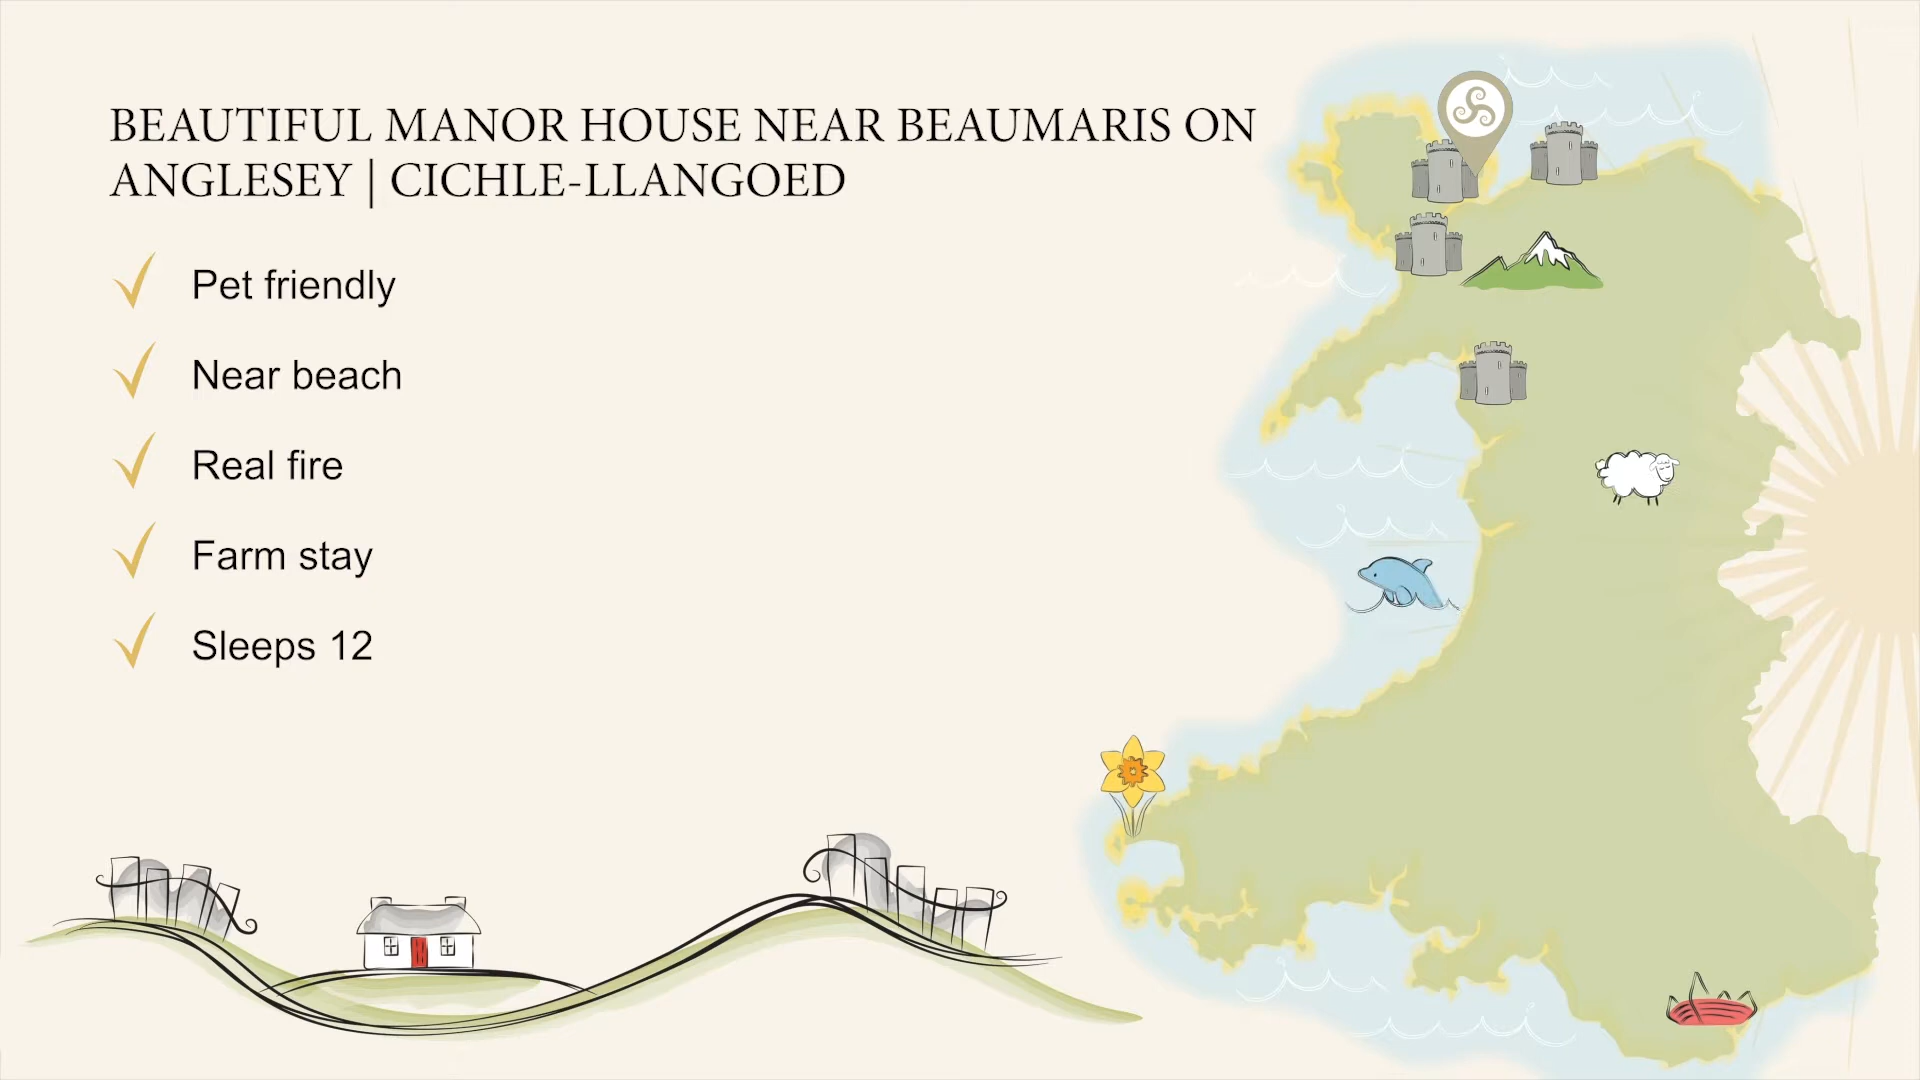 BEAUTIFUL MANOR HOUSE NEAR BEAUMARIS ON
ANGLESEY | CICHLE-LLANGOED
Pet friendly
Near beach
Real fire
Farm stay
Sleeps 12